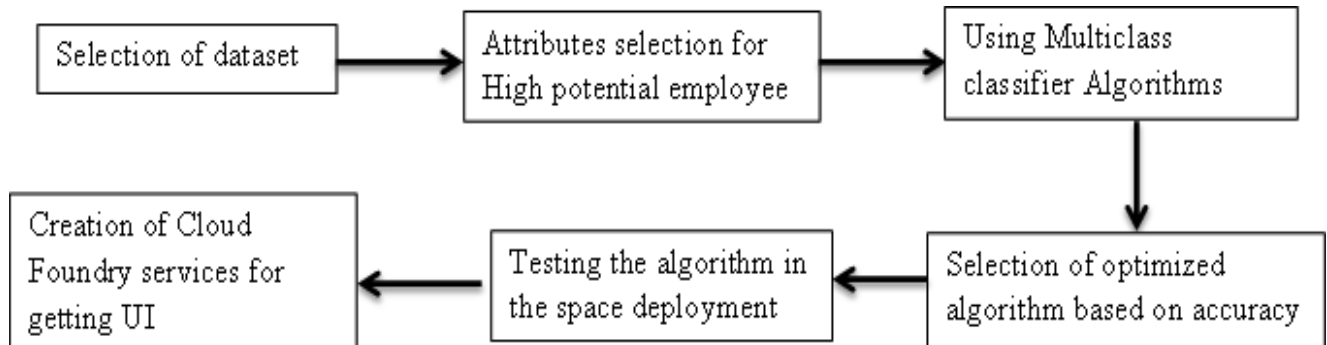 Selection of dataset
Attributes selection for
High potential employee
Using Multiclass
classifier Algorithms
Selection of optimized
algorithm based on accuracy
Testing the algorithm in
the space deployment
Creation of Cloud
Foundry services for
getting UI